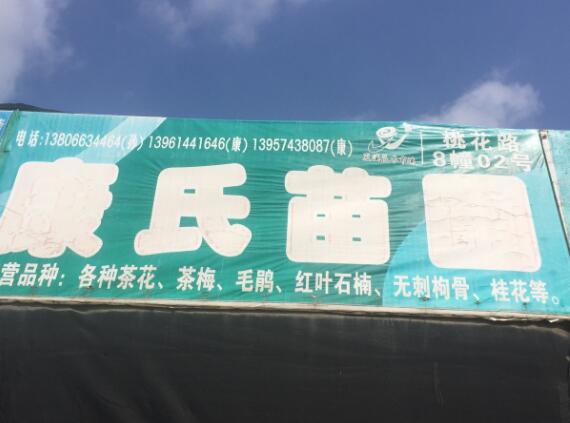 电话:13806634464(孙) 13961441646(康) 13957438087(康)
桃花路
8幢02号
康氏苗圃
营品种：各种茶花、茶梅、毛鹃、红叶石楠、无刺枸骨、桂花等。